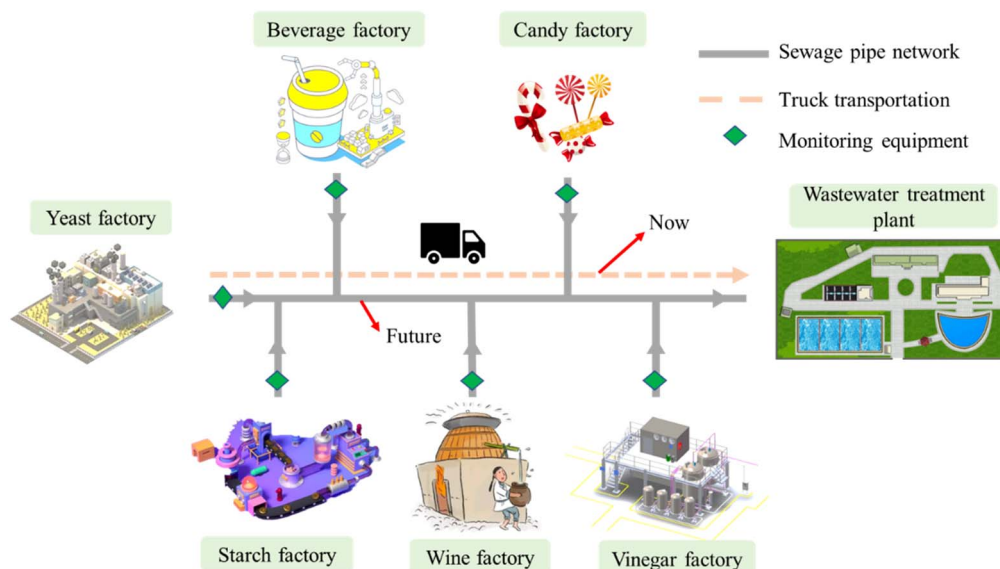 Beverage factory
Candy factory
Sewage pipe network
Truck transportation
Monitoring equipment
Yeast factory
Wastewater treatment
plant
Now
Future
Starch factory
Wine factory
Vinegar factory